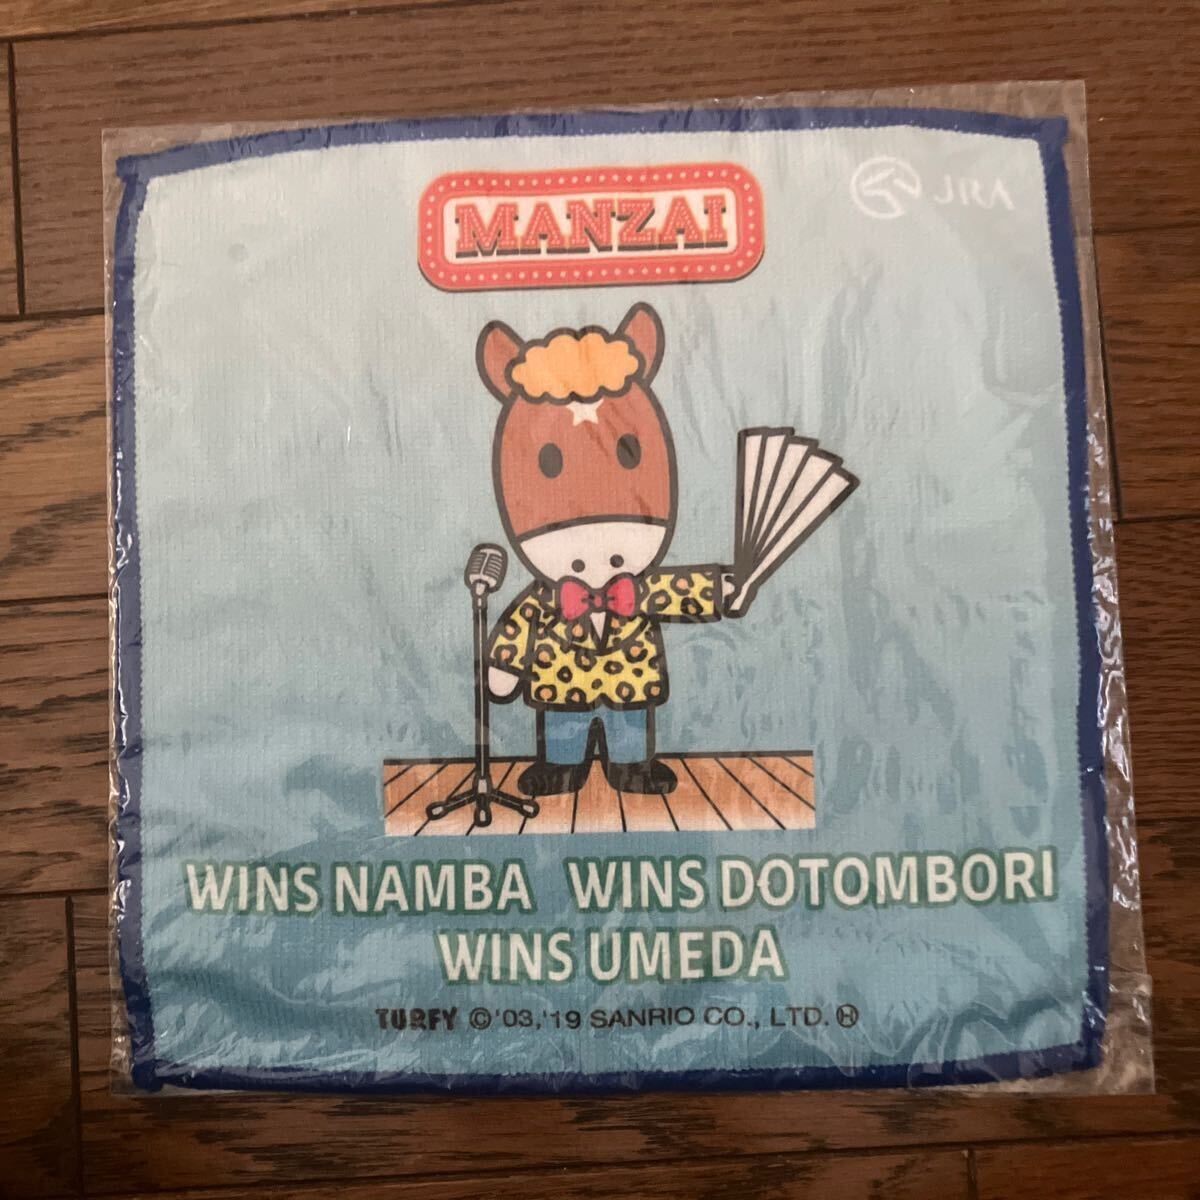 MANZAI
JRA
WINS NAMBA WINS DOTOMBORI
WINS UMEDA
TURFY ©'03,'19 SANRIO CO., LTD. Ⓗ